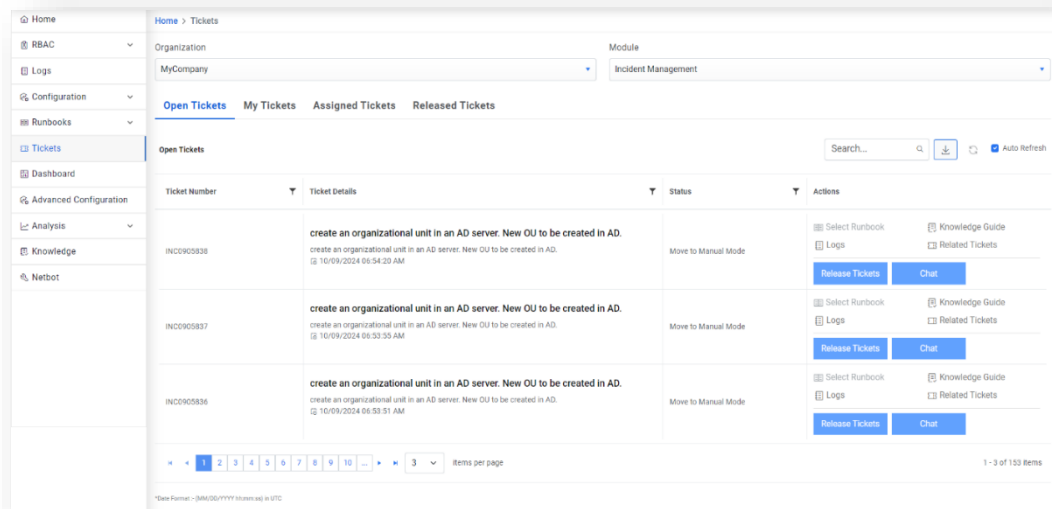 Home
RBAC
Logs
Configuration
Runbooks
Tickets
Dashboard
Advanced Configuration
Analysis
Knowledge
Netbot
Home > Tickets
Organization Module
MyCompany Incident Management
Open Tickets My Tickets Assigned Tickets Released Tickets
Open Tickets Search... Auto Refresh
Ticket Number Ticket Details Status Actions
create an organizational unit in an AD server. New OU to be created in AD. Select Runbook Knowledge Guide
INC0905838 create an organizational unit in an AD server. New OU to be created in AD. Move to Manual Mode Logs Related Tickets
10/09/2024 06:54:20 AM
Release Tickets Chat
create an organizational unit in an AD server. New OU to be created in AD. Select Runbook Knowledge Guide
INC0905837 create an organizational unit in an AD server. New OU to be created in AD. Move to Manual Mode Logs Related Tickets
10/09/2024 06:53:55 AM
Release Tickets Chat
create an organizational unit in an AD server. New OU to be created in AD. Select Runbook Knowledge Guide
INC0905836 create an organizational unit in an AD server. New OU to be created in AD. Move to Manual Mode Logs Related Tickets
10/09/2024 06:53:51 AM
Release Tickets Chat
1 2 3 4 5 6 7 8 9 10 ... 3 items per page 1 - 3 of 153 items
*Date Format:- (MM/DD/YYYY in UTC